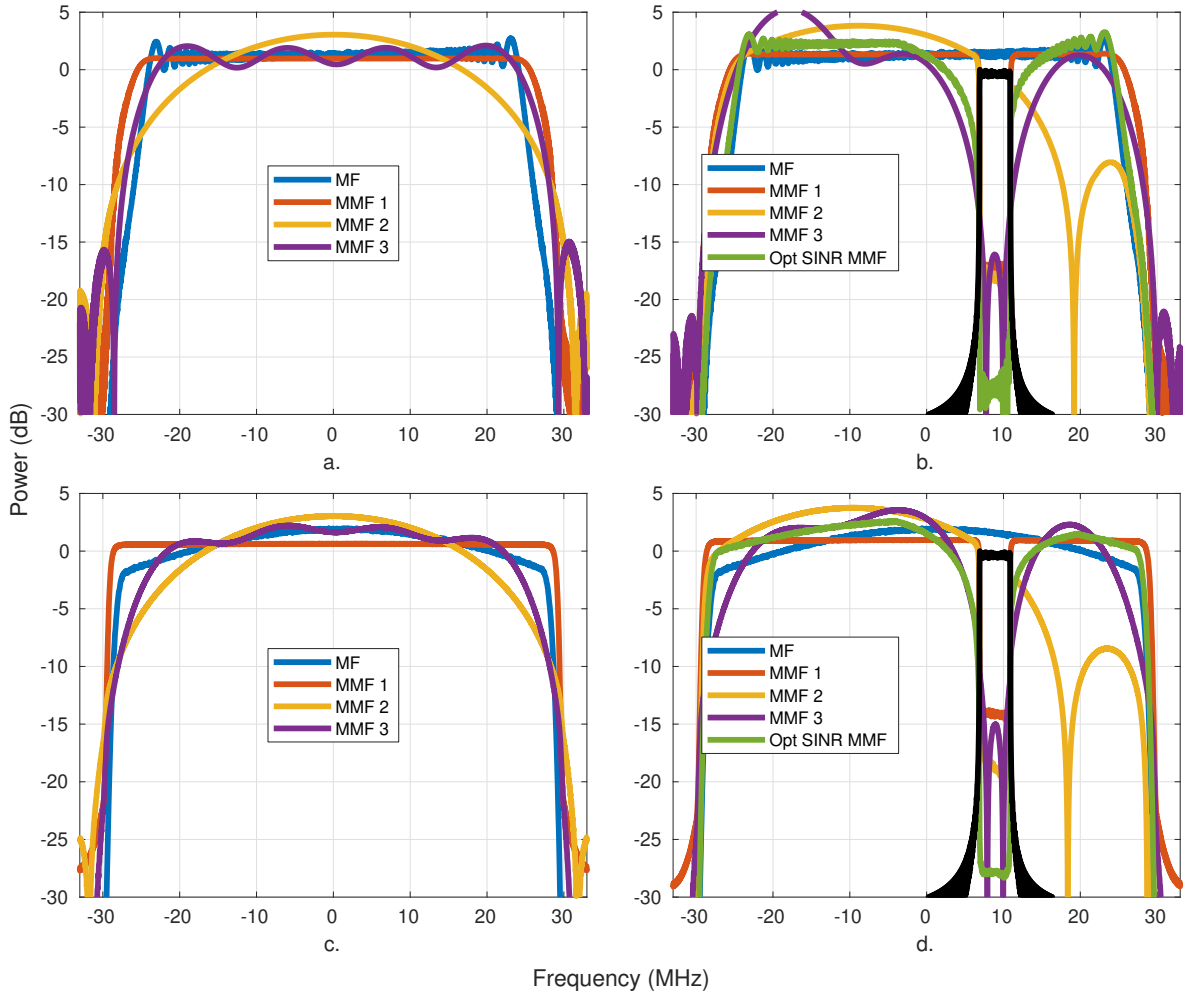 5
0
-5
-10
-15
-20
-25
-30
-30 -20 -10 0 10 20 30
MF
MMF 1
MMF 2
MMF 3
a.
5
0
-5
-10
-15
-20
-25
-30
-30 -20 -10 0 10 20 30
MF
MMF 1
MMF 2
MMF 3
Opt SINR MMF
b.
Power (dB)
5
0
-5
-10
-15
-20
-25
-30
-30 -20 -10 0 10 20 30
MF
MMF 1
MMF 2
MMF 3
c.
5
0
-5
-10
-15
-20
-25
-30
-30 -20 -10 0 10 20 30
MF
MMF 1
MMF 2
MMF 3
Opt SINR MMF
d.
Frequency (MHz)